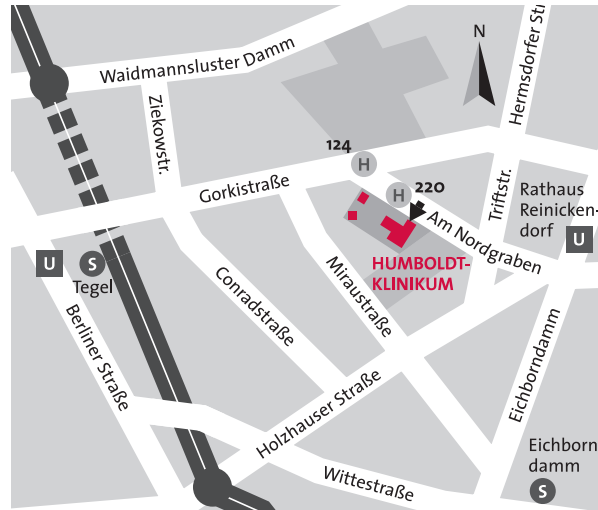 N
Hermsdorfer Str
Waidmannsluster Damm
Ziekowstr.
124
H
Gorkistraße
H
220
Triftstr.
Rathaus
Reinicken-
dorf
U
Am Nordgraben
HUMBOLDT-
KLINIKUM
U
S
Tegel
Miraustraße
Conradstraße
Berliner Straße
Eichborndamm
Holzhauser Straße
Wittestraße
Eichborn
damm
S